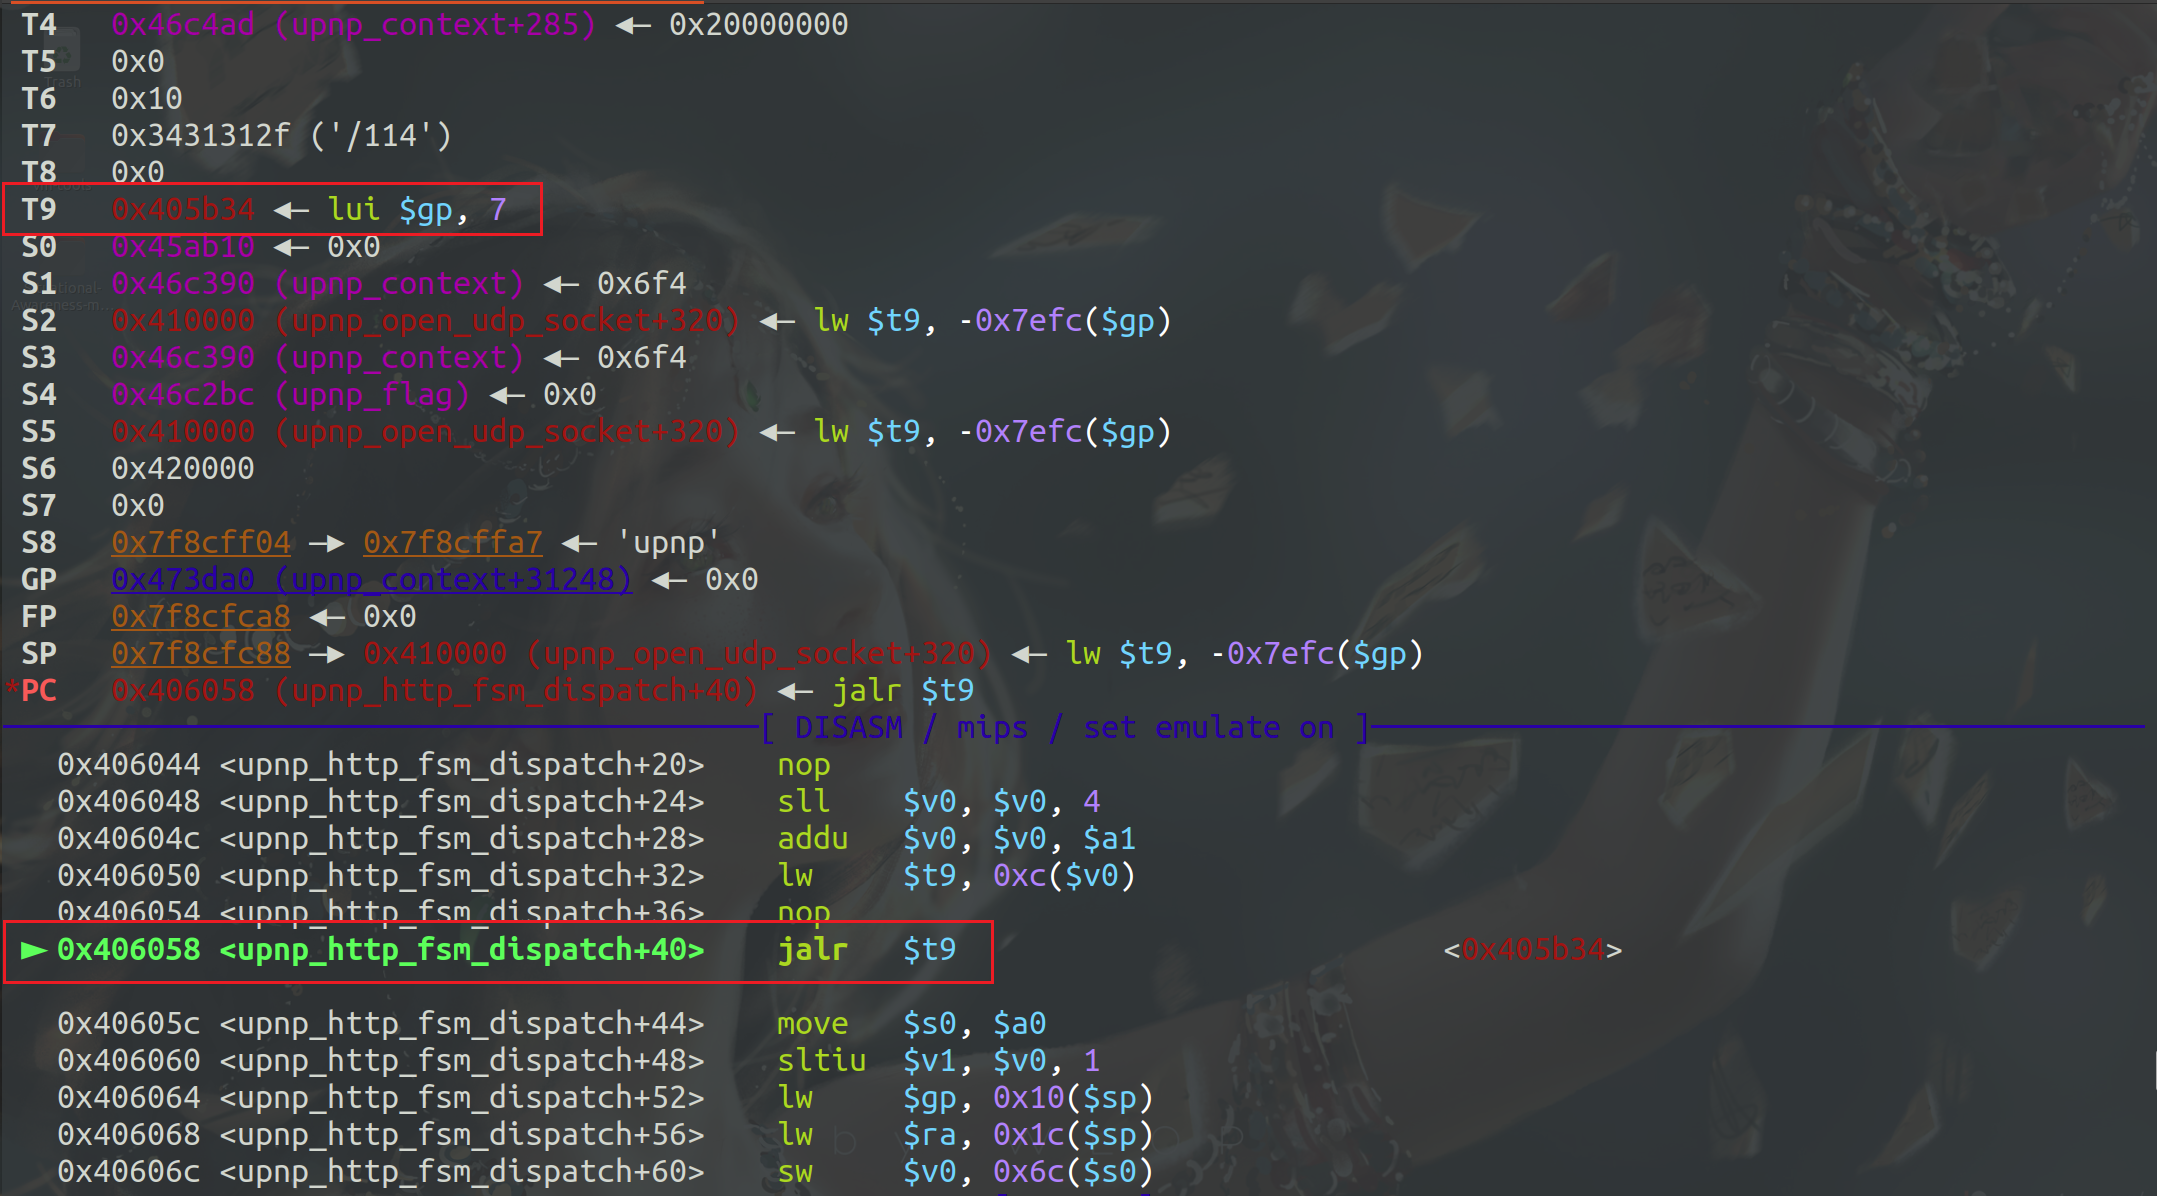 T4 0x46c4ad (upnp_context+285) ◄— 0x20000000
T5 0x0
T6 0x10
T7 0x3431312f ('/114')
T8 0x0
T9 0x405b34 ◄— lui $gp, 7
S0 0x45ab10 ◄— 0x0
S1 0x46c390 (upnp_context) ◄— 0x6f4
S2 0x410000 (upnp_open_udp_socket+320) ◄— lw $t9, -0x7efc($gp)
S3 0x46c390 (upnp_context) ◄— 0x6f4
S4 0x46c2bc (upnp_flag) ◄— 0x0
S5 0x410000 (upnp_open_udp_socket+320) ◄— lw $t9, -0x7efc($gp)
S6 0x420000
S7 0x0
S8 0x7f8cff04 —► 0x7f8cffa7 ◄— 'upnp'
GP 0x473da0 (upnp_context+31248) ◄— 0x0
FP 0x7f8cfca8 ◄— 0x0
SP 0x7f8cfc88 —► 0x410000 (upnp_open_udp_socket+320) ◄— lw $t9, -0x7efc($gp)
*PC 0x406058 (upnp_http_fsm_dispatch+40) ◄— jalr $t9
[ DISASM / mips / set emulate on ]
0x406044 <upnp_http_fsm_dispatch+20> nop
0x406048 <upnp_http_fsm_dispatch+24> sll $v0, $v0, 4
0x40604c <upnp_http_fsm_dispatch+28> addu $v0, $v0, $a1
0x406050 <upnp_http_fsm_dispatch+32> lw $t9, 0xc($v0)
0x406054 <upnp_http_fsm_dispatch+36> nop
► 0x406058 <upnp_http_fsm_dispatch+40> jalr $t9 <0x405b34>
0x40605c <upnp_http_fsm_dispatch+44> move $s0, $a0
0x406060 <upnp_http_fsm_dispatch+48> sltiu $v1, $v0, 1
0x406064 <upnp_http_fsm_dispatch+52> lw $gp, 0x10($sp)
0x406068 <upnp_http_fsm_dispatch+56> lw $ra, 0x1c($sp)
0x40606c <upnp_http_fsm_dispatch+60> sw $v0, 0x6c($s0)
Trash